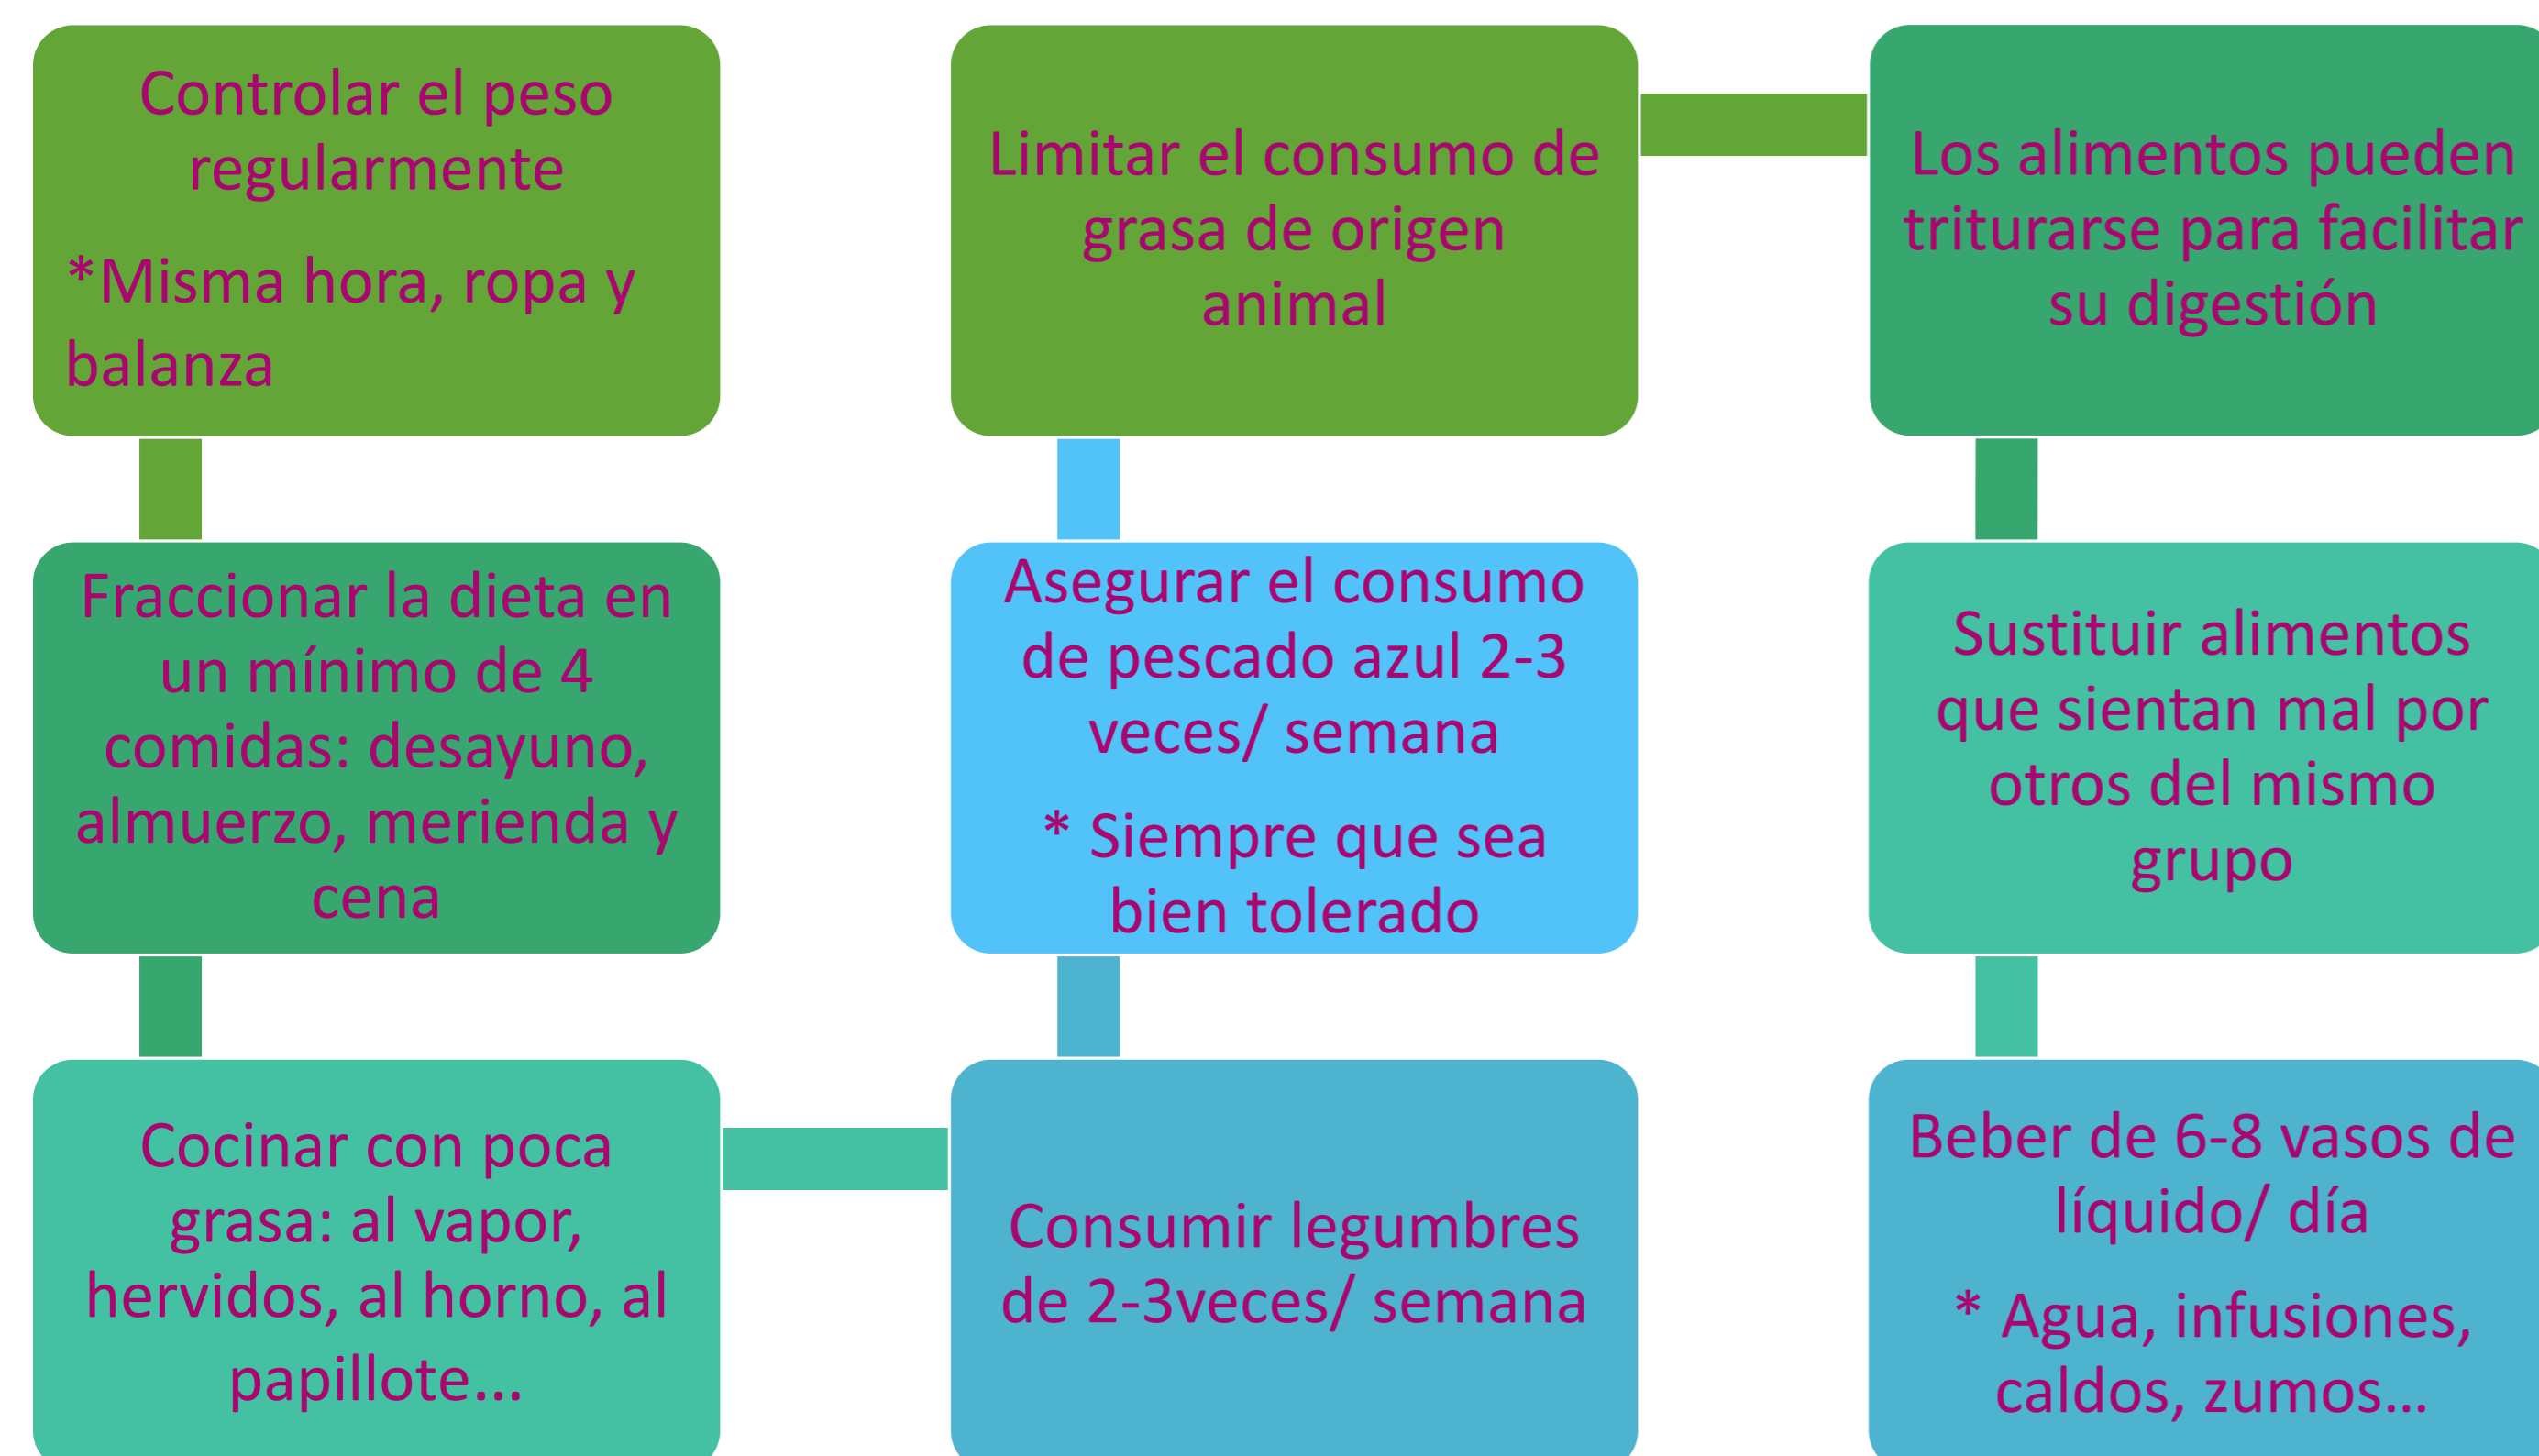 Controlar el peso
regularmente
*Misma hora, ropa y
balanza
Fraccionar la dieta en
un mínimo de 4
comidas: desayuno,
almuerzo, merienda y
cena
Cocinar con poca
grasa: al vapor,
hervidos, al horno, al
papillote...
Consumir legumbres
de 2-3veces/ semana
Asegurar el consumo
de pescado azul 2-3
veces/ semana
* Siempre que sea
bien tolerado
Limitar el consumo de
grasa de origen
animal
Los alimentos pueden
triturarse para facilitar
su digestión
Sustituir alimentos
que sientan mal por
otros del mismo
grupo
Beber de 6-8 vasos de
líquido/ día
* Agua, infusiones,
caldos, zumos...